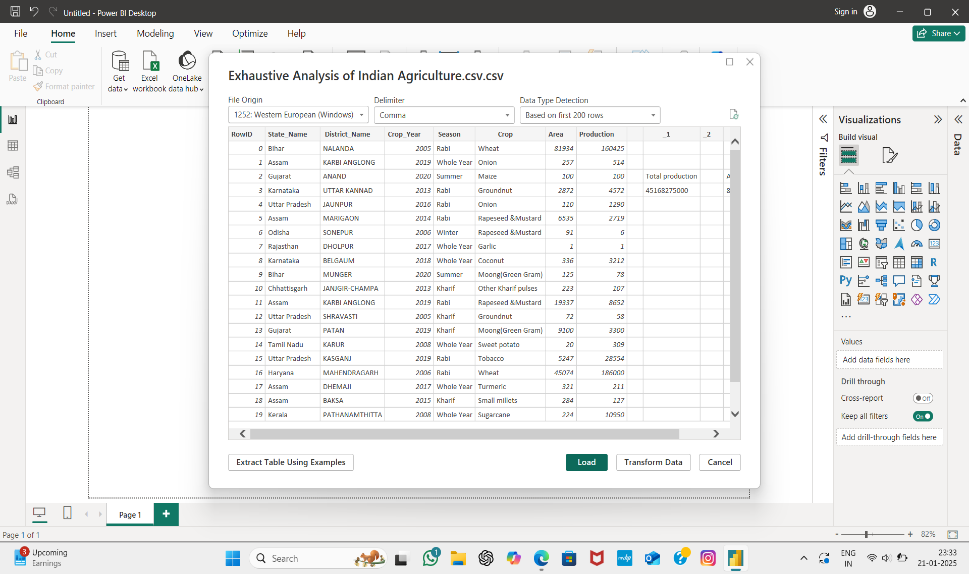 Untitled - Power BI Desktop
Sign in
File Home Insert Modeling View Optimize Help
Share
Paste
Cut
Copy
Format painter
Clipboard
Get
data
Excel
workbook
OneLake
data hub
Exhaustive Analysis of Indian Agriculture.csv.csv
File Origin
Delimiter
Data Type Detection
1252: Western European (Windows)
Comma
Based on first 200 rows
RowID State_Name District_Name Crop_Year Season Crop Area Production _1 _2
0 Bihar NALANDA 2005 Rabi Wheat 81934 160425
1 Assam KARBI ANGLONG 2019 Whole Year Onion 257 514
2 Gujarat ANAND 2020 Summer Maize 100 100 Total production A
3 Karnataka UTTAR KANNAD 2013 Rabi Groundnut 2872 4572 45168275000 8
4 Uttar Pradesh JAUNPUR 2016 Rabi Onion 110 1290
5 Assam MARIGAON 2014 Rabi Rapeseed &Mustard 6535 2719
6 Odisha SONEPUR 2006 Winter Rapeseed &Mustard 91 6
7 Rajasthan DHOLPUR 2017 Whole Year Garlic 1 1
8 Karnataka BELGAUM 2018 Whole Year Coconut 336 3212
9 Bihar MUNGER 2020 Summer Moong(Green Gram) 125 78
10 Chhattisgarh JANJGIR-CHAMPA 2013 Kharif Other Kharif pulses 223 107
11 Assam KARBI ANGLONG 2019 Rabi Rapeseed &Mustard 19337 8652
12 Uttar Pradesh SHRAVASTI 2005 Kharif Groundnut 72 58
13 Gujarat PATAN 2019 Kharif Moong(Green Gram) 9100 3300
14 Tamil Nadu KARUR 2008 Whole Year Sweet potato 20 309
15 Uttar Pradesh KASGANJ 2019 Rabi Tobacco 5247 28554
16 Haryana MAHENDRAGARH 2006 Rabi Wheat 45074 186000
17 Assam DHEMAJI 2017 Whole Year Turmeric 321 211
18 Assam BAKSA 2015 Kharif Small millets 284 127
19 Kerala PATHANAMTHITTA 2008 Whole Year Sugarcane 224 10950
Extract Table Using Examples
Load
Transform Data
Cancel
Filters
Visualizations
Build visual
R
Py
...
Values
Add data fields here
Drill through
Cross-report
on
Keep all filters
On
Add drill-through fields here
Data
Page 1
Page 1 of 1
82%
3
Upcoming
Earnings
Search
1
ENG
IN
23:33
21-01-2025